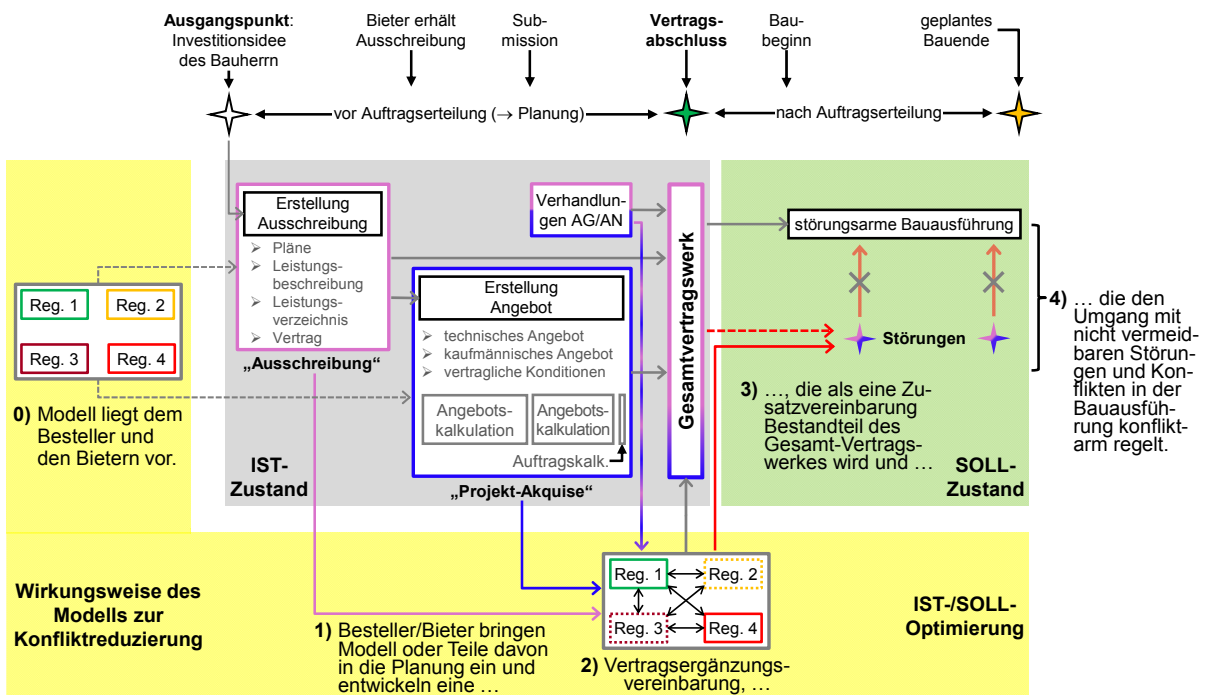 Ausgangspunkt:
Investitionsidee
des Bauherrn
Bieter erhält
Ausschreibung
Sub-
mission
Vertrags-
abschluss
Bau-
beginn
geplantes
Bauende
vor Auftragserteilung (→ Planung)
nach Auftragserteilung
Erstellung
Ausschreibung
➢ Pläne
➢ Leistungs-
beschreibung
➢ Leistungs-
verzeichnis
➢ Vertrag
„Ausschreibung“
Verhandlun-
gen AG/AN
Erstellung
Angebot
➢ technisches Angebot
➢ kaufmännisches Angebot
➢ vertragliche Konditionen
Angebots-
kalkulation
Angebots-
kalkulation
Auftragskalk.
„Projekt-Akquise“
IST-
Zustand
Gesamtvertragswerk
störungsarme Bauausführung
Störungen
3) …, die als eine Zu-
satzvereinbarung
Bestandteil des
Gesamt-Vertrags-
werkes wird und …
SOLL-
Zustand
4) … die den
Umgang mit
nicht vermeid-
baren Störun-
gen und Kon-
flikten in der
Bauausfüh-
rung konflikt-
arm regelt.
Reg. 1
Reg. 2
Reg. 3
Reg. 4
0) Modell liegt dem
Besteller und
den Bietern vor.
Wirkungsweise des
Modells zur
Konfliktreduzierung
1) Besteller/Bieter bringen
Modell oder Teile davon
in die Planung ein und
entwickeln eine …
Reg. 1
Reg. 2
Reg. 3
Reg. 4
2) Vertragsergänzungs-
vereinbarung, …
IST-/SOLL-
Optimierung